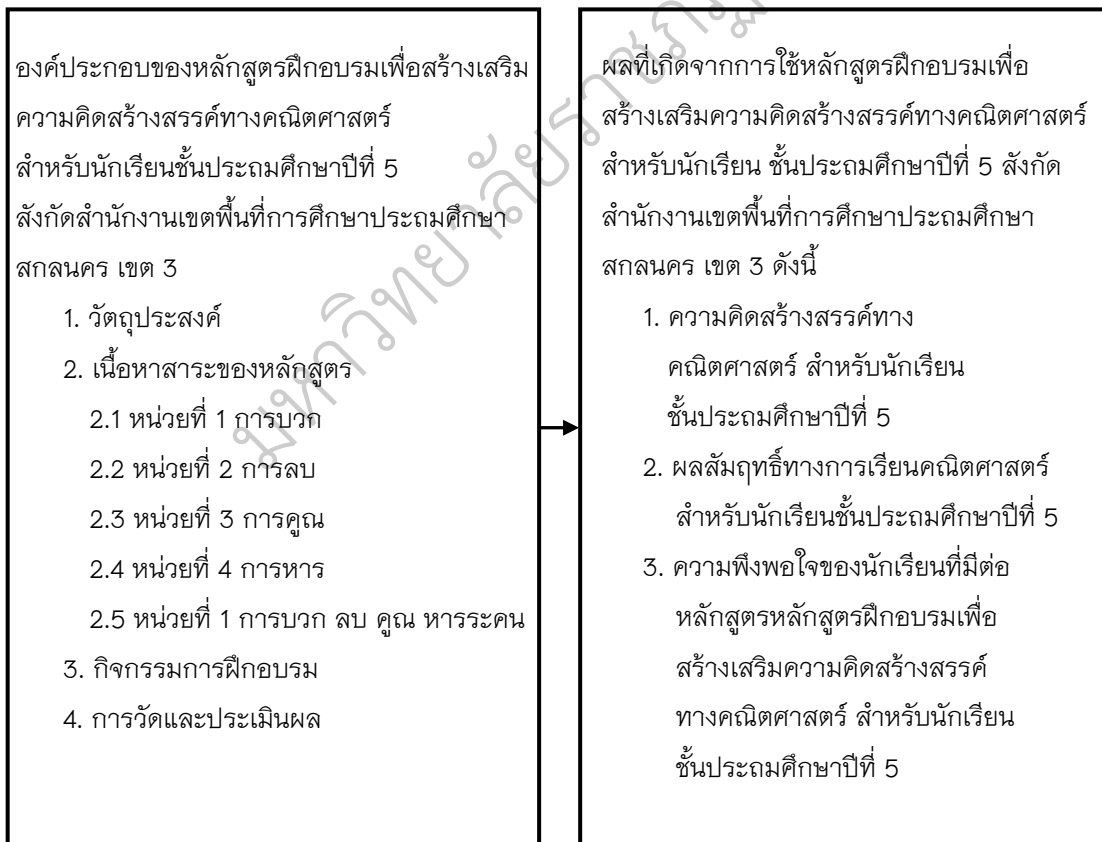 องค์ประกอบของหลักสูตรฝึกอบรมเพื่อสร้างเสริม
ความคิดสร้างสรรค์ทางคณิตศาสตร์
สำหรับนักเรียนชั้นประถมศึกษาปีที่ 5
สังกัดสำนักงานเขตพื้นที่การศึกษาประถมศึกษา
สกลนคร เขต 3
1. วัตถุประสงค์
2. เนื้อหาสาระของหลักสูตร
2.1 หน่วยที่ 1 การบวก
2.2 หน่วยที่ 2 การลบ
2.3 หน่วยที่ 3 การคูณ
2.4 หน่วยที่ 4 การหาร
2.5 หน่วยที่ 1 การบวก ลบ คูณ หารระคน
3. กิจกรรมการฝึกอบรม
4. การวัดและประเมินผล
ผลที่เกิดจากการใช้หลักสูตรฝึกอบรมเพื่อ
สร้างเสริมความคิดสร้างสรรค์ทางคณิตศาสตร์
สำหรับนักเรียน ชั้นประถมศึกษาปีที่ 5 สังกัด
สำนักงานเขตพื้นที่การศึกษาประถมศึกษา
สกลนคร เขต 3 ดังนี้
1. ความคิดสร้างสรรค์ทาง
คณิตศาสตร์ สำหรับนักเรียน
ชั้นประถมศึกษาปีที่ 5
2. ผลสัมฤทธิ์ทางการเรียนคณิตศาสตร์
สำหรับนักเรียนชั้นประถมศึกษาปีที่ 5
3. ความพึงพอใจของนักเรียนที่มีต่อ
หลักสูตรหลักสูตรฝึกอบรมเพื่อ
สร้างเสริมความคิดสร้างสรรค์
ทางคณิตศาสตร์ สำหรับนักเรียน
ชั้นประถมศึกษาปีที่ 5